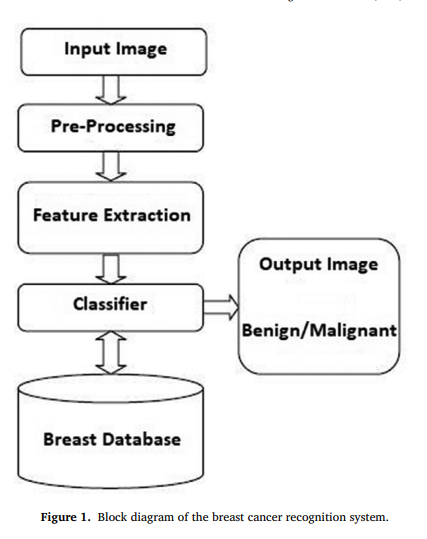 Input Image
Pre-Processing
Feature Extraction
Classifier
Output Image
Benign/Malignant
Breast Database
Figure 1. Block diagram of the breast cancer recognition system.